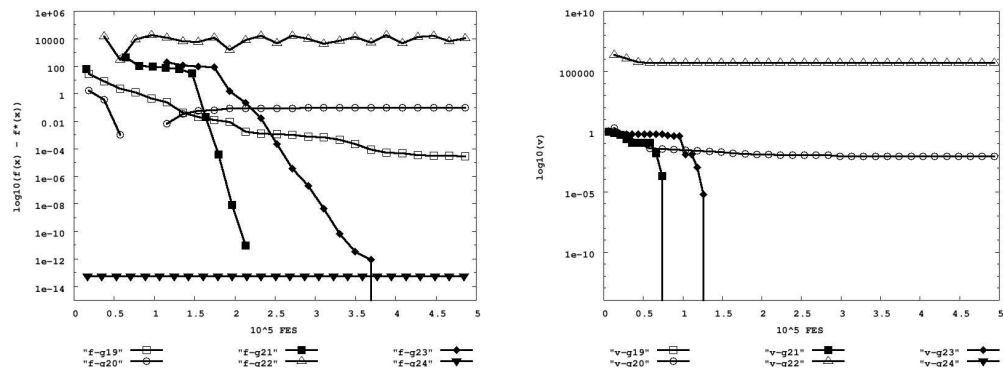 1e+06
10000
100
1
0.01
1e-04
1e-06
1e-08
1e-10
1e-12
1e-14
log10(f(x) - f*(x))
0 0.5 1 1.5 2 2.5 3 3.5 4 4.5 5
10^5 FES
"f-g19" "f-g21" "f-g23"
"f-g20" "f-g22" "f-g24"
1e+10
100000
1
1e-05
1e-10
log10(v)
0 0.5 1 1.5 2 2.5 3 3.5 4 4.5 5
10^5 FES
"v-g19" "v-g21" "v-g23"
"v-g20" "v-g22" "v-g24"